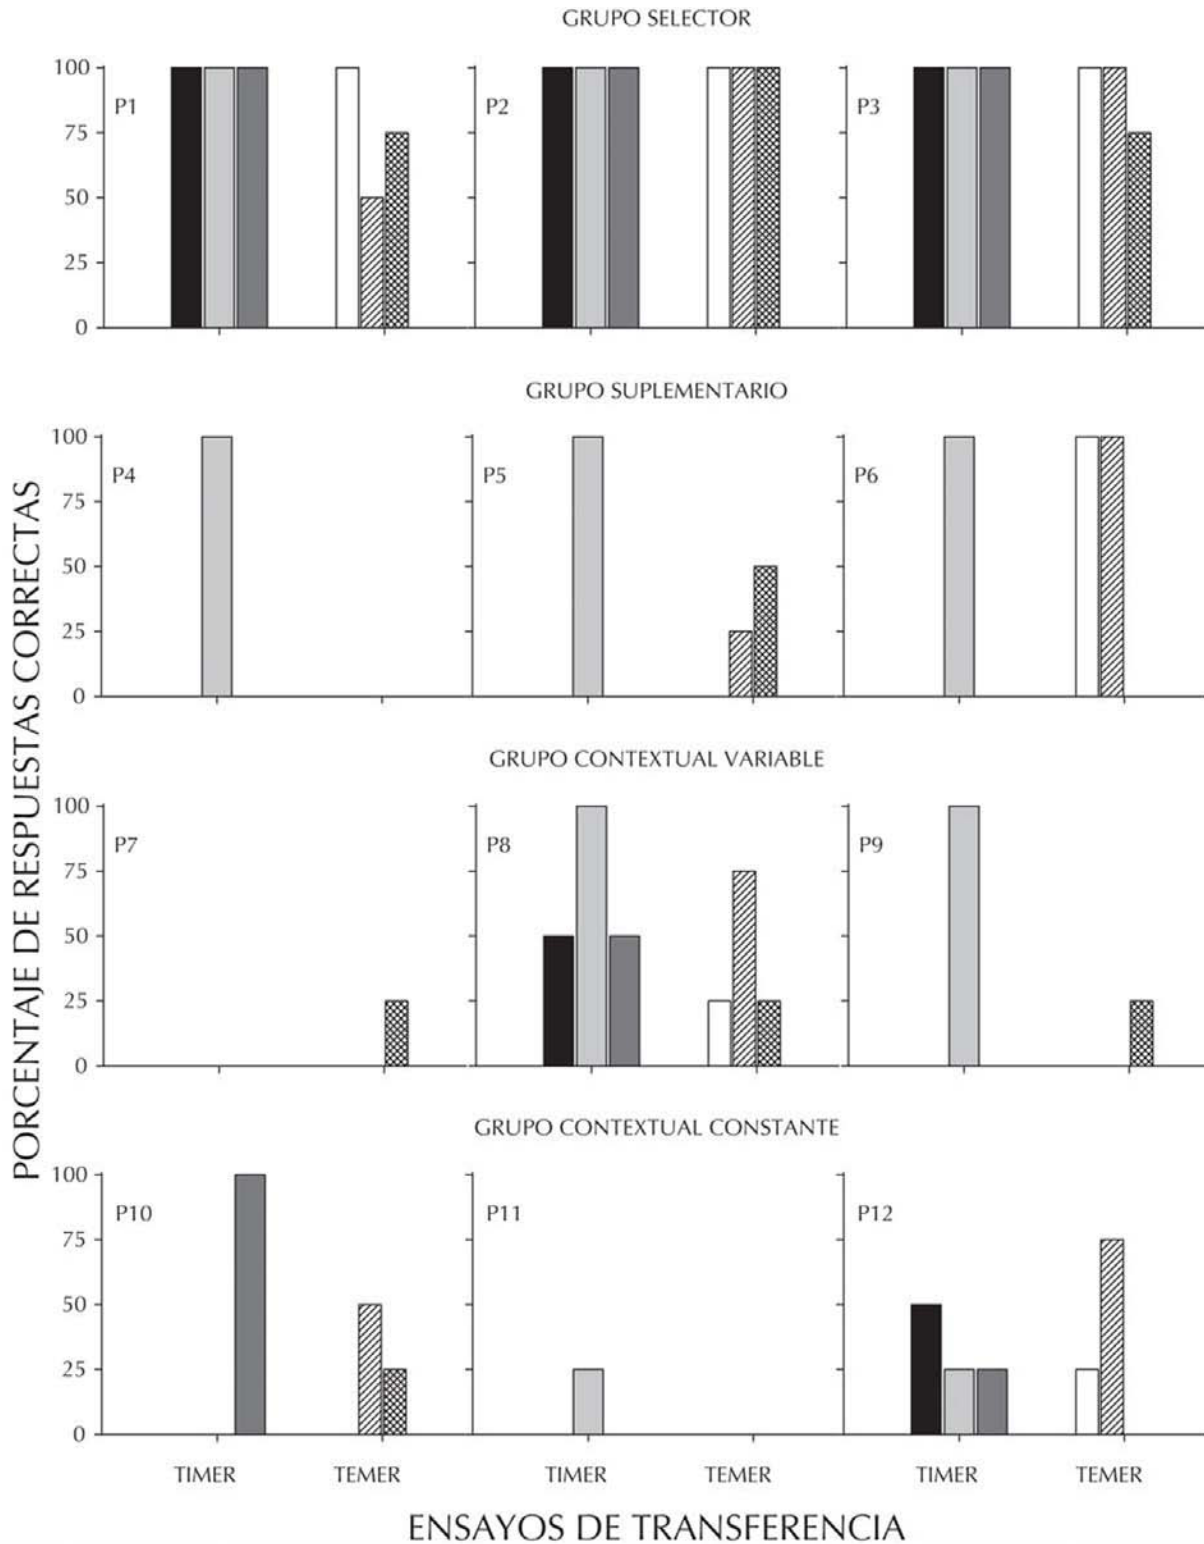 GRUPO SELECTOR
100
75
50
25
0
P1
P2
P3
GRUPO SUPLEMENTARIO
100
75
50
25
0
P4
P5
P6
GRUPO CONTEXTUAL VARIABLE
100
75
50
25
0
P7
P8
P9
GRUPO CONTEXTUAL CONSTANTE
100
75
50
25
0
P10
P11
P12
TIMER TEMER TIMER TEMER TIMER TEMER
PORCENTAJE DE RESPUESTAS CORRECTAS
ENSAYOS DE TRANSFERENCIA